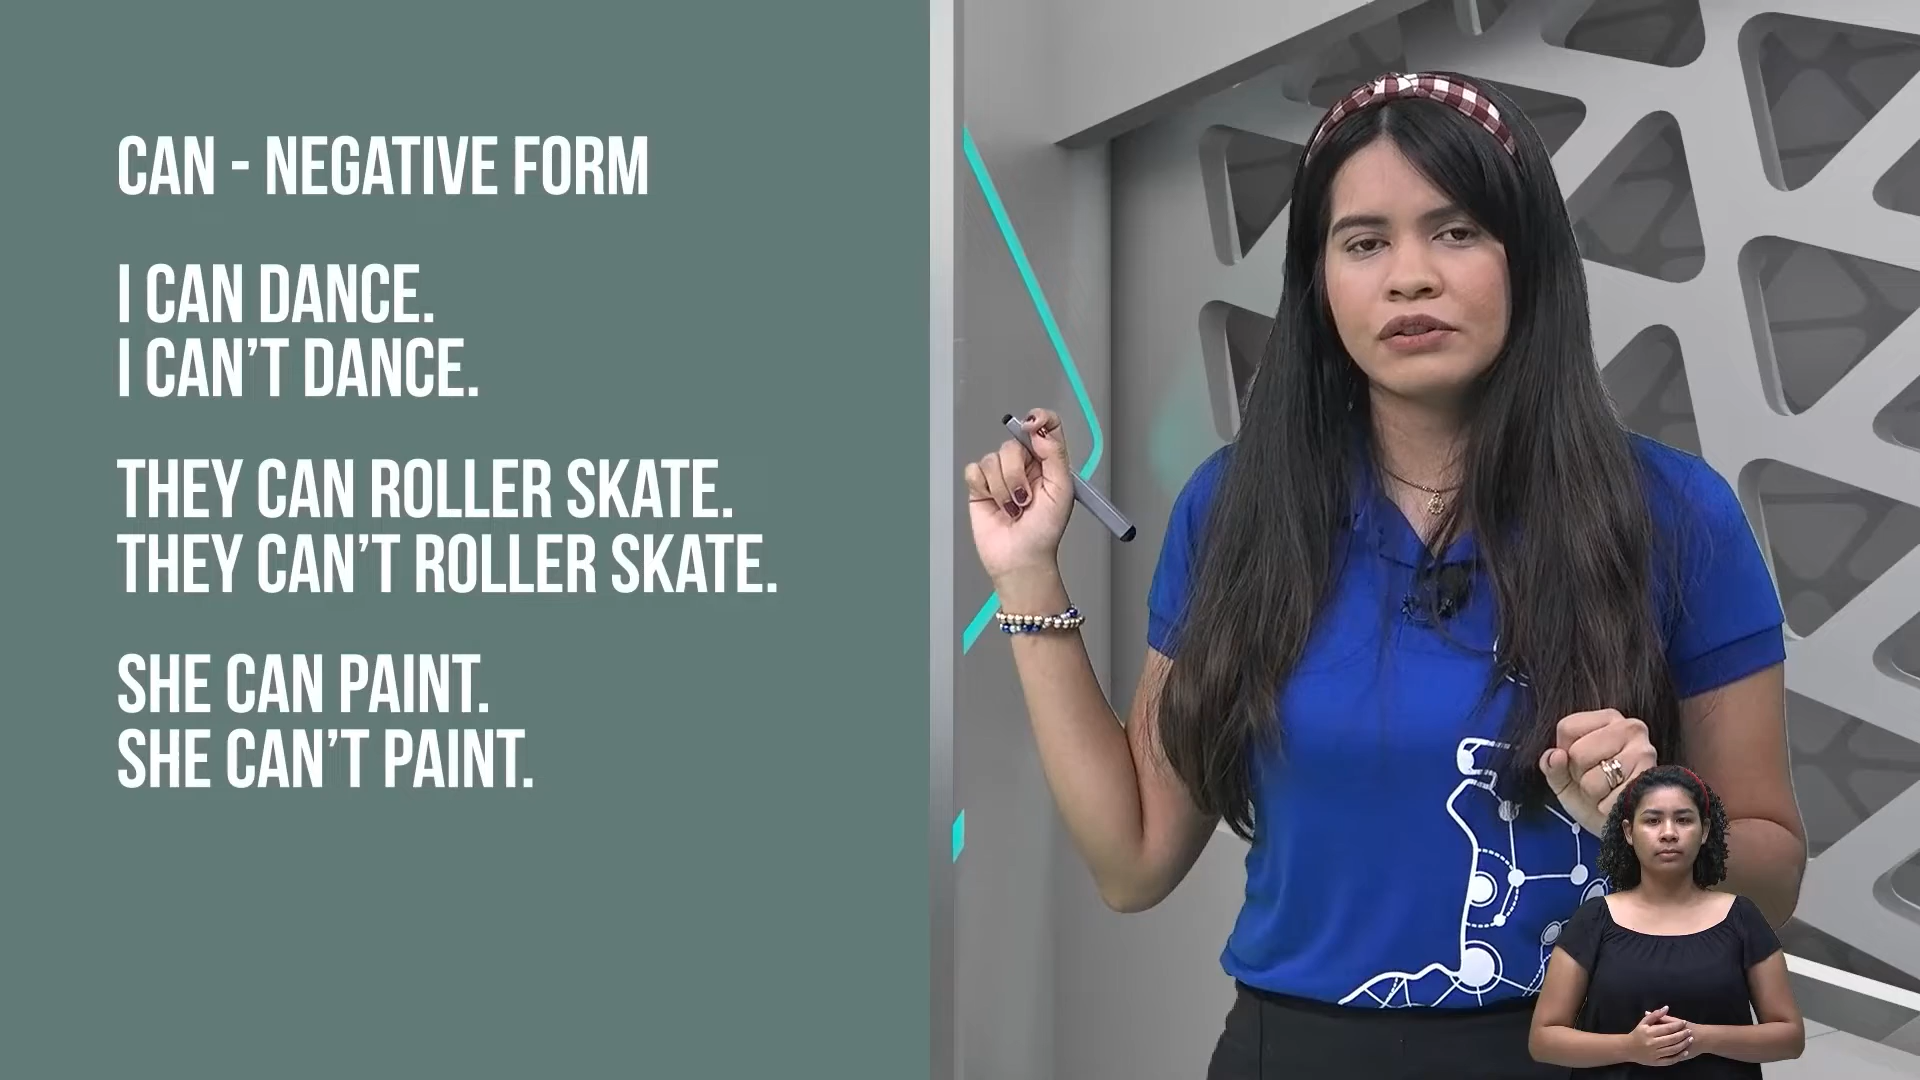 CAN - NEGATIVE FORM
I CAN DANCE.
I CAN'T DANCE.
THEY CAN ROLLER SKATE.
THEY CAN'T ROLLER SKATE.
SHE CAN PAINT.
SHE CAN'T PAINT.